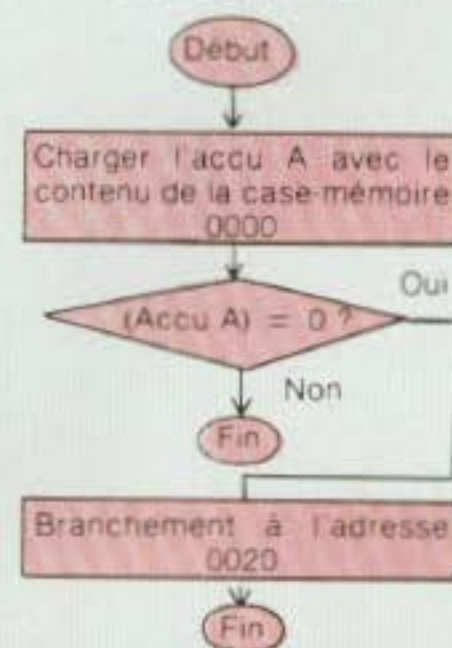 Début
Charger l'accu A avec le
contenu de la case-mémoire
0000
(Accu A) = 0 ?
Oui
Non
Fin
Branchement à l'adresse
0020
Fin